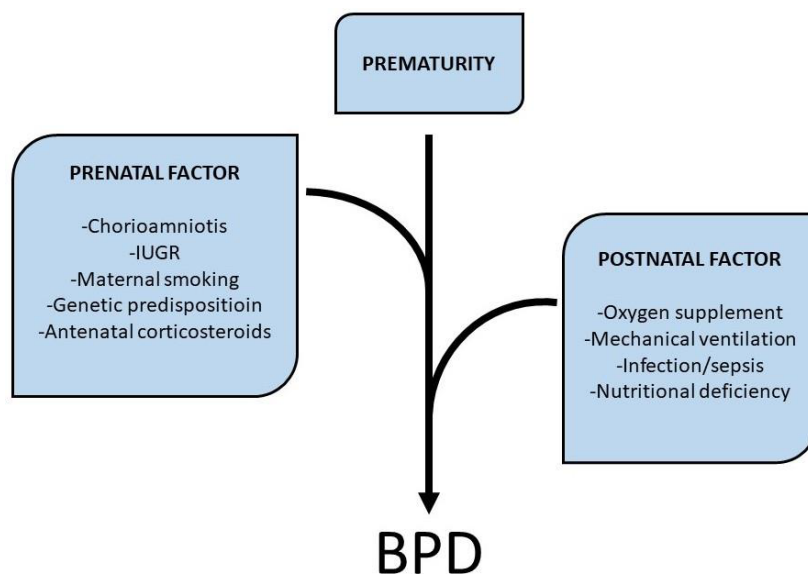 PREMATURITY
PRENATAL FACTOR
-Chorioamniotis
-IUGR
-Maternal smoking
-Genetic predispositioin
-Antenatal corticosteroids
POSTNATAL FACTOR
-Oxygen supplement
-Mechanical ventilation
-Infection/sepsis
-Nutritional deficiency
BPD